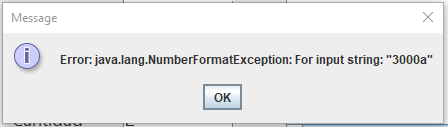 Message
Error: java.lang.NumberFormatException: For input string: "3000a"
OK